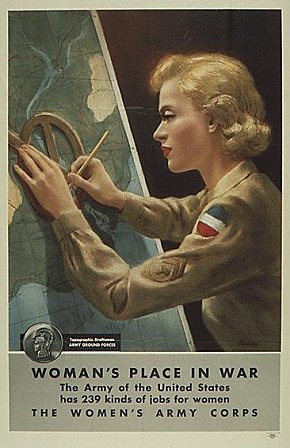 Topographic Draftsman
ARMY GROUND FORCES
WOMAN'S PLACE IN WAR
The Army of the United States
has 239 kinds of jobs for women
THE WOMEN'S ARMY CORPS